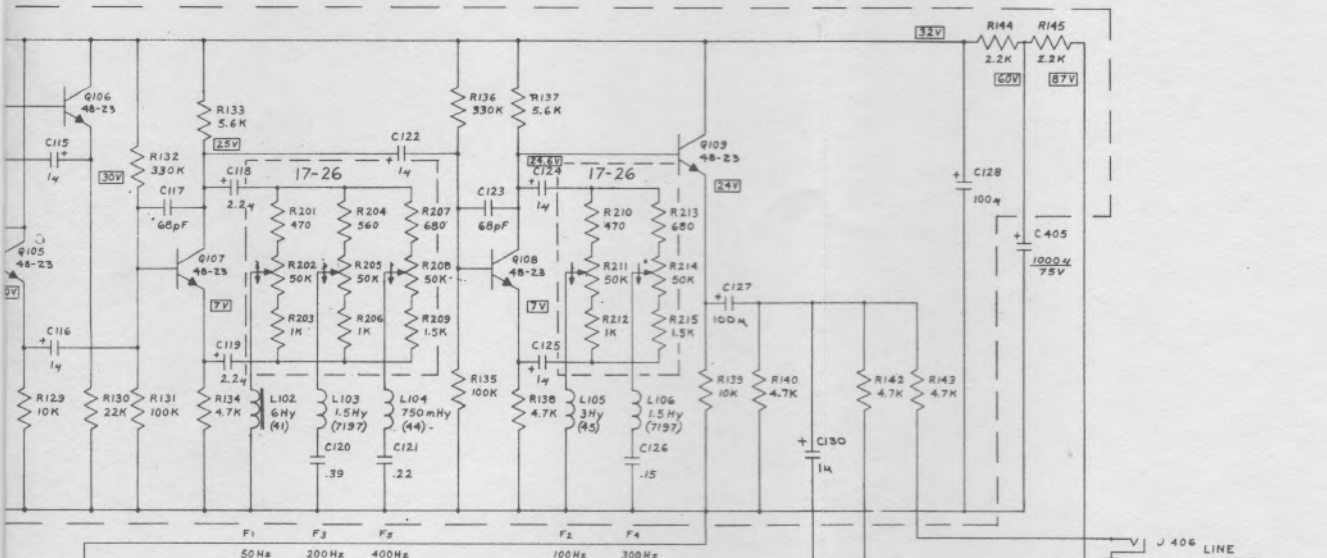 R144
2.2K
R145
2.2K
32V
60V
87V
Q106
48-23
R133
5.6K
25V
R136
330K
R137
5.6K
Q109
48-23
24V
C115
+
1μ
30V
R132
330K
C117
68pF
C118
+
2.2μ
C122
+
1μ
17-26
C123
68pF
24.6V
C124
+
1μ
17-26
C128
+
100μ
C405
+
1000μ
75V
R201
470
R204
560
R207
680
R210
470
R213
680
Q105
48-23
Q107
48-23
R202
50K
R205
50K
R208
50K
Q108
48-23
R211
50K
R214
50K
7V
R203
1K
R206
1K
R209
1.5K
7V
R212
1K
R215
1.5K
C127
+
100μ
C116
+
1μ
C119
+
2.2μ
C125
+
1μ
R129
10K
R130
22K
R131
100K
R134
4.7K
L102
6Hy
(41)
L103
1.5Hy
(7197)
L104
750mHy
(44)
R135
100K
R138
4.7K
L105
3Hy
(45)
L106
1.5Hy
(7197)
R139
10K
R140
4.7K
R142
4.7K
R143
4.7K
C120
.39
C121
.22
C126
.15
C130
+
1μ
F1
50Hz
F3
200Hz
F5
400Hz
F2
100Hz
F4
300Hz
J406
LINE